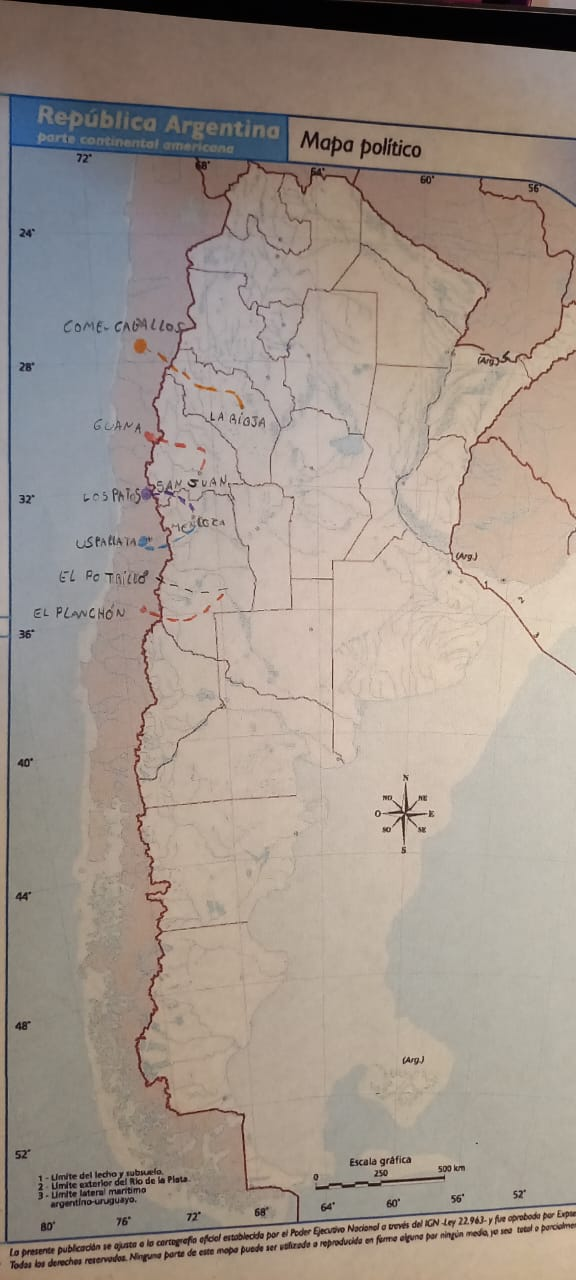 República Argentina
parte continental americana
Mapa político
72° 68° 64° 60° 56°
24°
COME-CABALLOS
(Arg.)
28°
LA RIOJA
GUANA
SAN JUAN
LOS PATOS
32°
MENDOZA
USPALLATA
(Arg.)
EL POTRILLO
1
2
EL PLANCHÓN
3
36°
40°
N
NO NE
O E
SO SE
S
44°
48°
(Arg.)
52°
Escala gráfica
0 250 500 km
1 - Límite del lecho y subsuelo.
2 - Límite exterior del Río de la Plata.
3 - Límite lateral marítimo
argentino-uruguayo.
80° 76° 72° 68° 64° 60° 56° 52°
La presente publicación se ajusta a la cartografía oficial establecida por el Poder Ejecutivo Nacional a través del IGN -Ley 22.963- y fue aprobada por
Todos los derechos reservados. Ninguna parte de este mapa puede ser utilizada o reproducida en forma alguna por ningún medio, ya sea total o